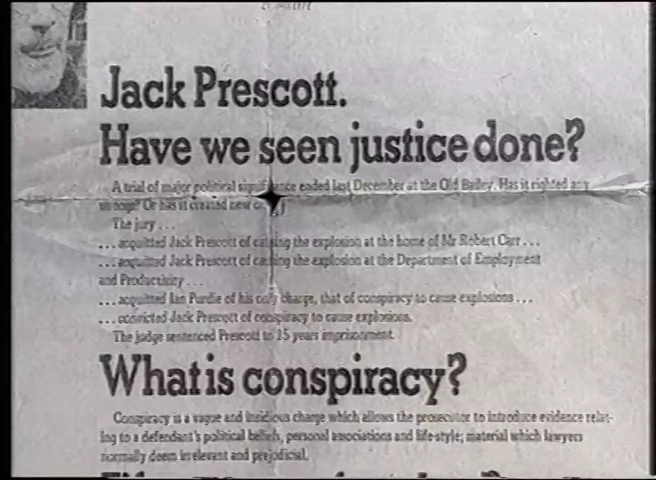 Jack Prescott.
Have we seen justice done?
A trial of major political significance ended last December at the Old Bailey. Has it righted any
wrongs? Or has it created new
The jury ...
... acquitted Jack Prescott of causing the explosion at the home of Mr Robert Carr ...
... acquitted Jack Prescott of causing the explosion at the Department of Employment
and Productivity ...
... acquitted Ian Purdie of his only charge, that of conspiracy to cause explosions ...
... convicted Jack Prescott of conspiracy to cause explosions.
The judge sentenced Prescott to 15 years imprisonment.
What is conspiracy?
Conspiracy is a vague and insidious charge which allows the prosecutor to introduce evidence relat-
ing to a defendant's political beliefs, personal associations and life-style; material which lawyers
normally deem irrelevant and prejudicial.